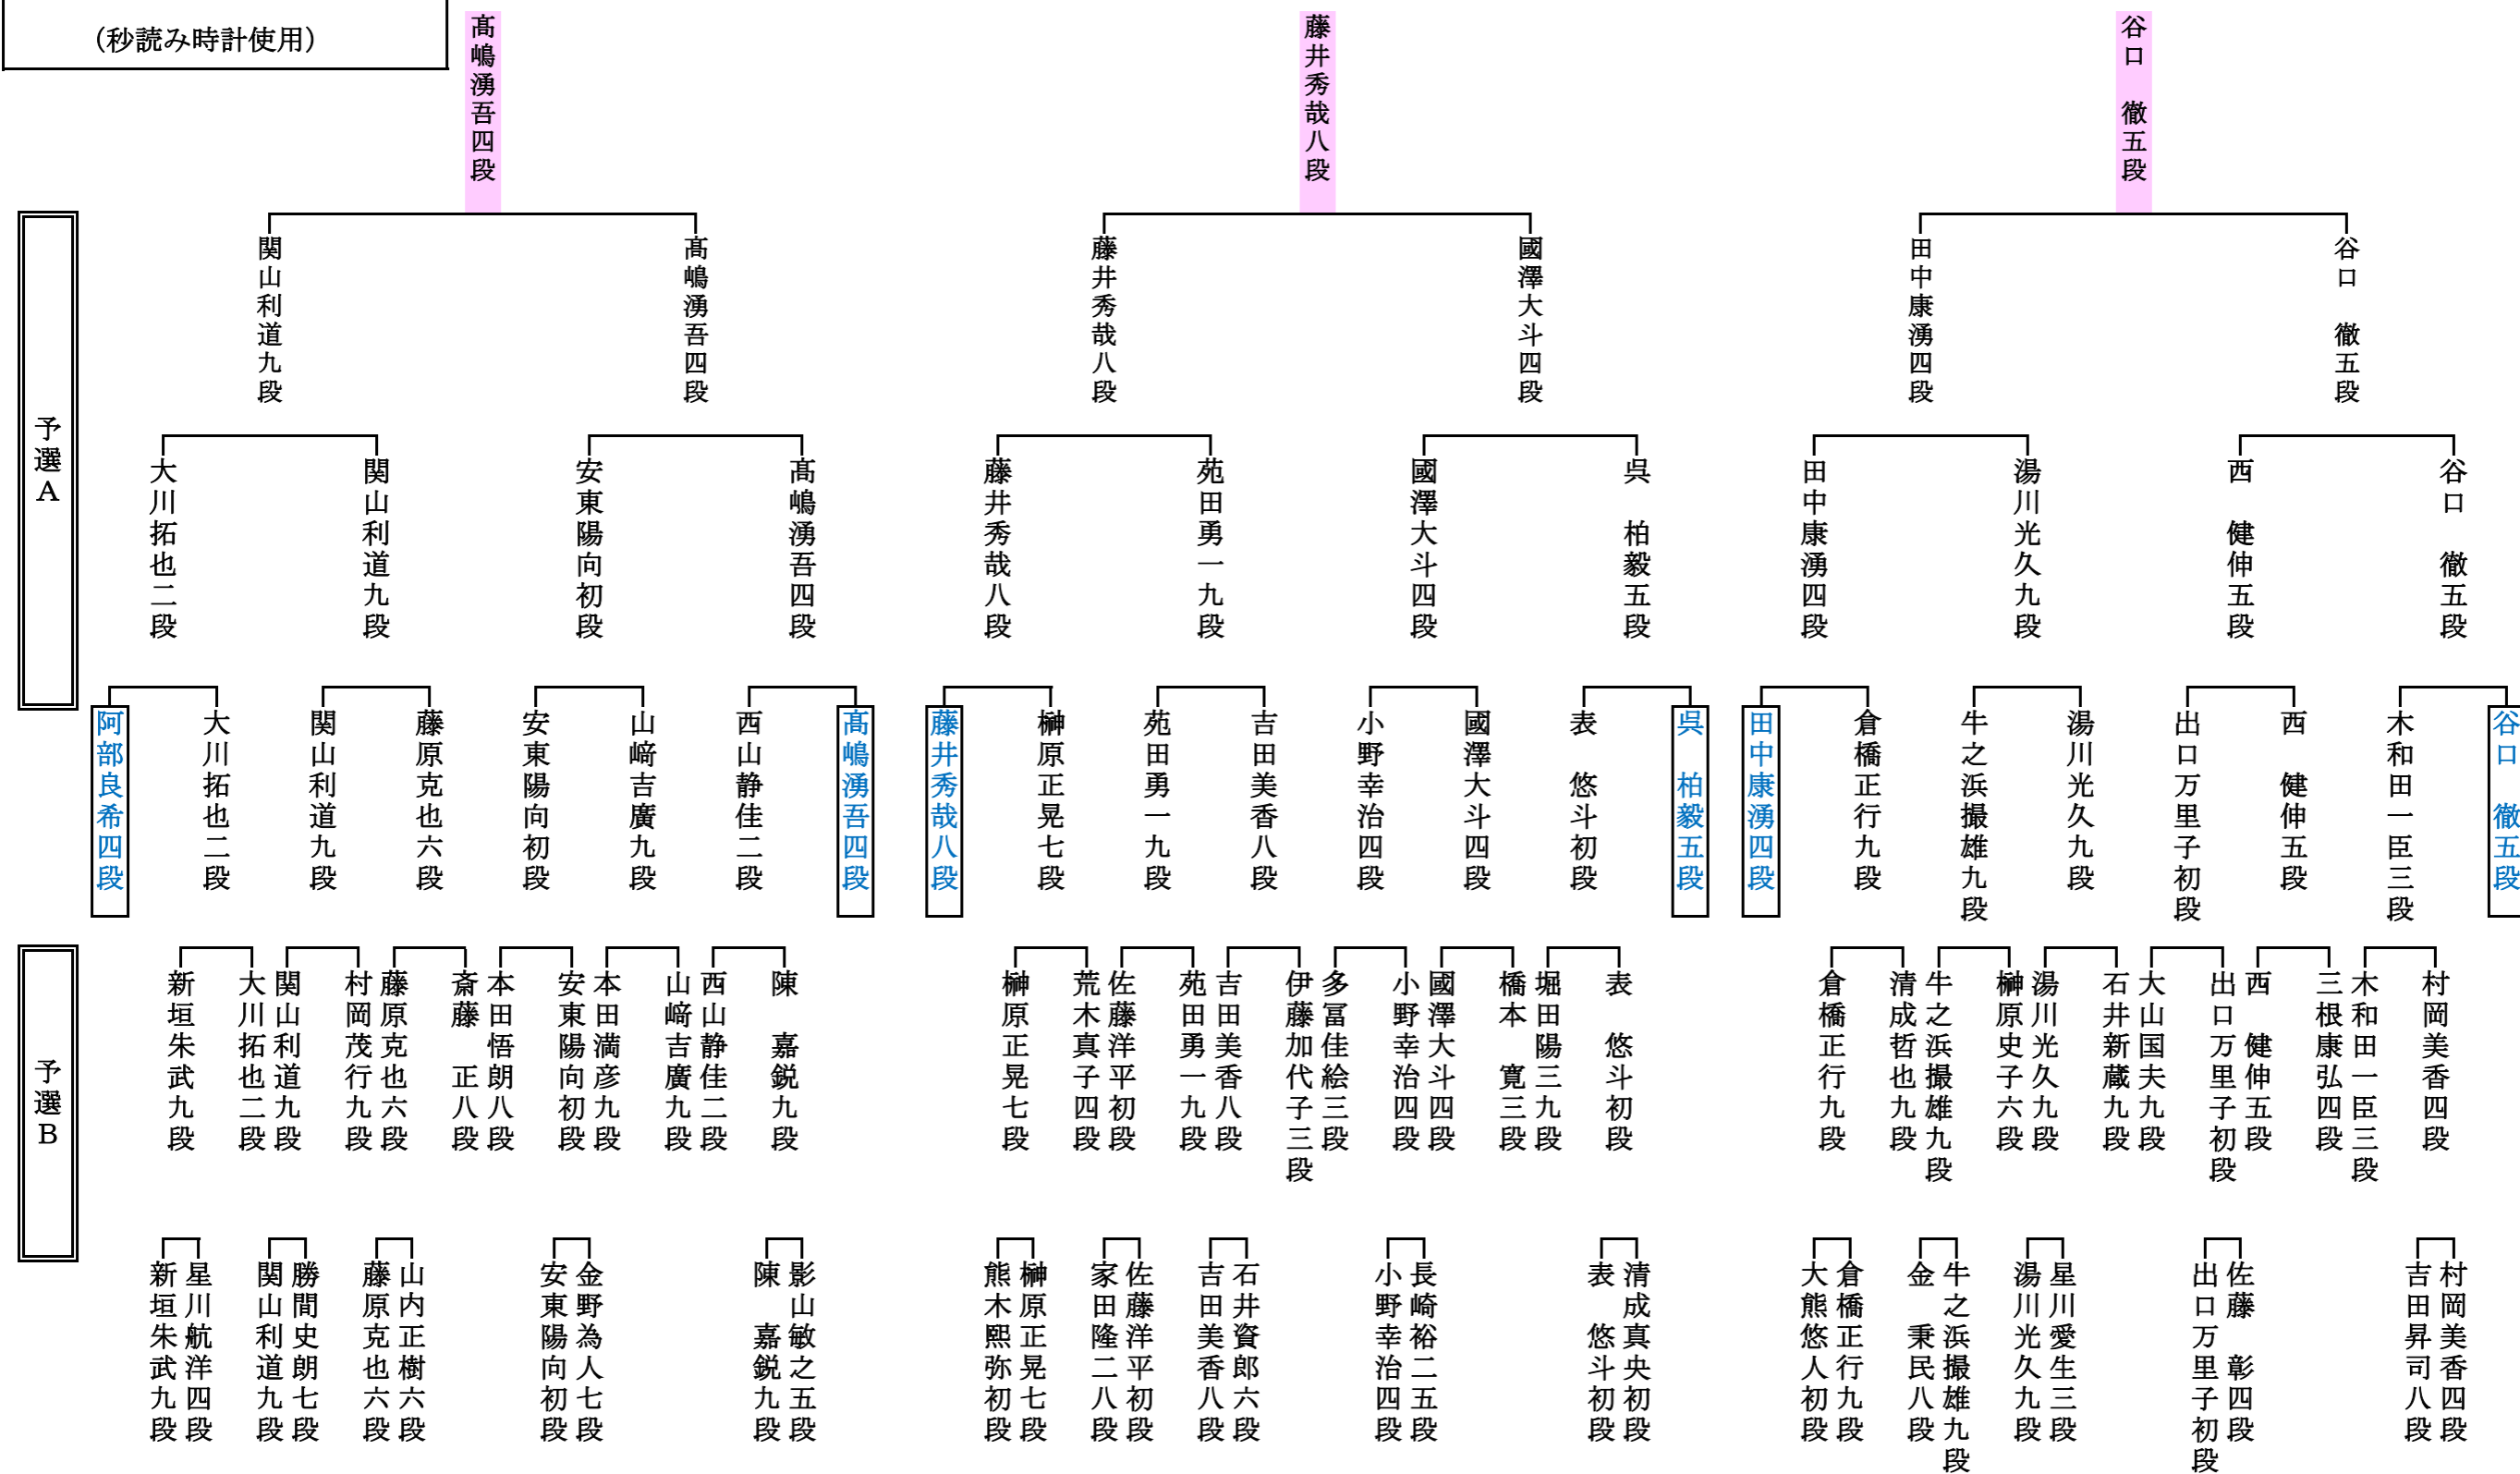 （秒読み時計使用）
髙嶋湧吾四段
藤井秀哉八段
谷口　徹五段
予選A
関山利道九段
髙嶋湧吾四段
藤井秀哉八段
國澤大斗四段
田中康湧四段
谷口　徹五段
大川拓也二段
関山利道九段
安東陽向初段
髙嶋湧吾四段
藤井秀哉八段
苑田勇一九段
國澤大斗四段
呉　柏毅五段
田中康湧四段
湯川光久九段
西　健伸五段
谷口　徹五段
阿部良希四段
大川拓也二段
関山利道九段
藤原克也六段
安東陽向初段
山﨑吉廣九段
西山静佳二段
髙嶋湧吾四段
藤井秀哉八段
榊原正晃七段
苑田勇一九段
吉田美香八段
小野幸治四段
國澤大斗四段
表　悠斗初段
呉　柏毅五段
田中康湧四段
倉橋正行九段
牛之浜撮雄九段
湯川光久九段
出口万里子初段
西　健伸五段
木和田一臣三段
谷口　徹五段
予選B
新垣朱武九段
大川拓也二段
関山利道九段
村岡茂行九段
藤原克也六段
斎藤　正八段
本田悟朗八段
安東陽向初段
本田満彦九段
山﨑吉廣九段
西山静佳二段
陳　嘉鋭九段
榊原正晃七段
荒木真子四段
佐藤洋平初段
苑田勇一九段
吉田美香八段
伊藤加代子三段
多冨佳絵三段
小野幸治四段
國澤大斗四段
橋本　寛三段
堀田陽三九段
表　悠斗初段
倉橋正行九段
清成哲也九段
牛之浜撮雄九段
榊原史子六段
湯川光久九段
石井新蔵九段
大山国夫九段
出口万里子初段
西　健伸五段
三根康弘四段
木和田一臣三段
村岡美香四段
新垣朱武九段
星川航洋四段
関山利道九段
勝間史朗七段
藤原克也六段
山内正樹六段
安東陽向初段
金野為人七段
陳　嘉鋭九段
影山敏之五段
熊木熙弥初段
榊原正晃七段
家田隆二八段
佐藤洋平初段
吉田美香八段
石井資郎六段
小野幸治四段
長崎裕二五段
表　悠斗初段
清成真央初段
大熊悠人初段
倉橋正行九段
金　秉民八段
牛之浜撮雄九段
湯川光久九段
星川愛生三段
出口万里子初段
佐藤　彰四段
吉田昇司八段
村岡美香四段